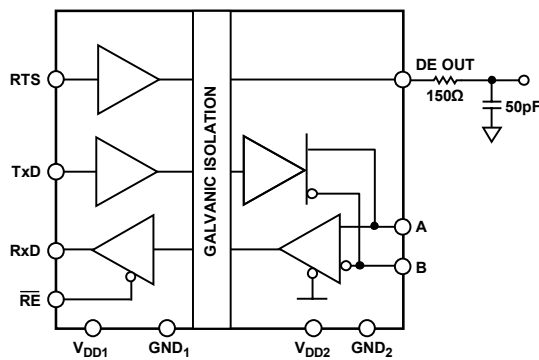 DE OUT
RTS
150Ω
50pF
GALVANIC ISOLATION
TxD
A
RxD
B
RE
VDD1
GND1
VDD2
GND2